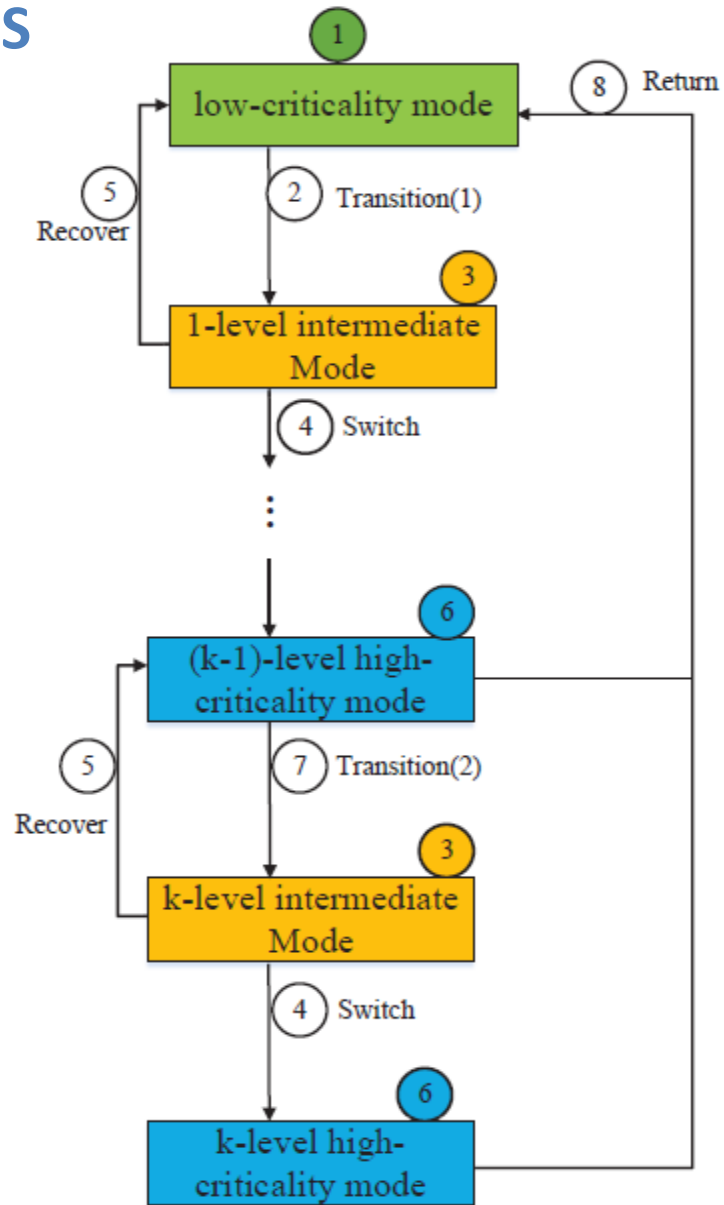 S
1
low-criticality mode
8
Return
5
Recover
2
Transition(1)
3
1-level intermediate
Mode
4
Switch
⋮
6
(k-1)-level high-
criticality mode
5
Recover
7
Transition(2)
3
k-level intermediate
Mode
4
Switch
6
k-level high-
criticality mode